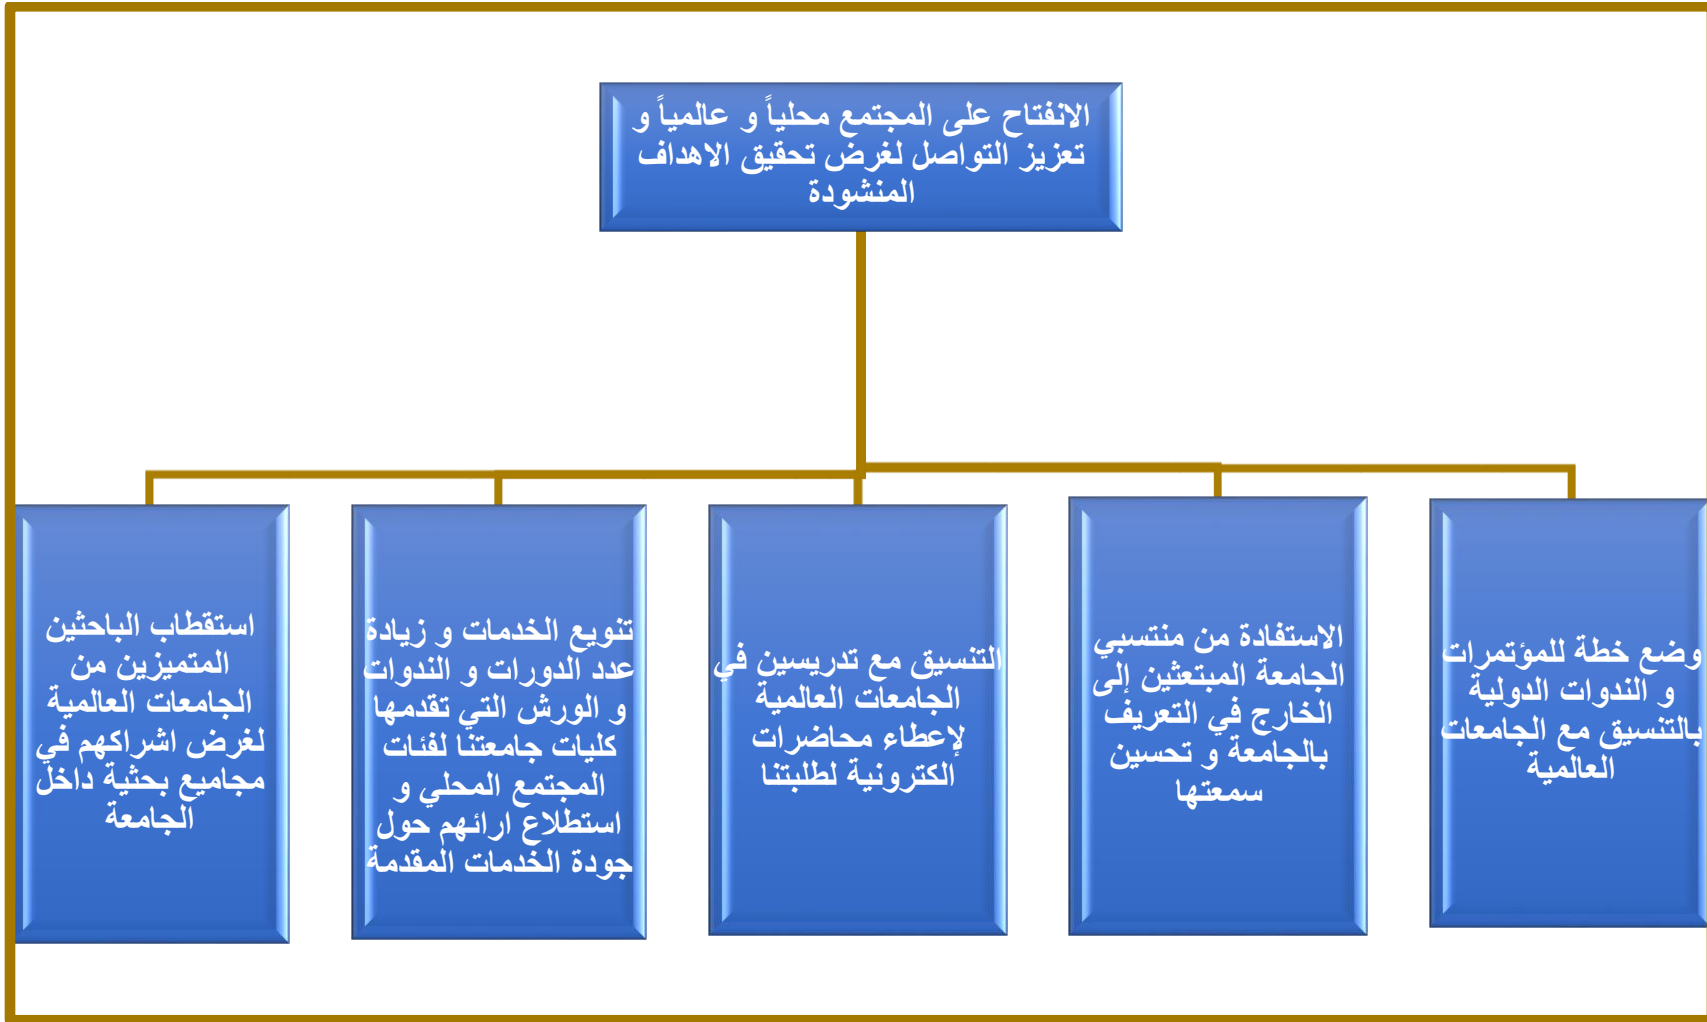 الانفتاح على المجتمع محلياً و عالمياً و
تعزيز التواصل لغرض تحقيق الاهداف
المنشودة
وضع خطة للمؤتمرات
و الندوات الدولية
بالتنسيق مع الجامعات
العالمية
الاستفادة من منتسبي
الجامعة المبتعثين إلى
الخارج في التعريف
بالجامعة و تحسين
سمعتها
التنسيق مع تدريسين في
الجامعات العالمية
لإعطاء محاضرات
الكترونية لطلبتنا
تنويع الخدمات و زيادة
عدد الدورات و الندوات
و الورش التي تقدمها
كليات جامعتنا لفئات
المجتمع المحلي و
استطلاع ارائهم حول
جودة الخدمات المقدمة
استقطاب الباحثين
المتميزين من
الجامعات العالمية
لغرض اشراكهم في
مجاميع بحثية داخل
الجامعة